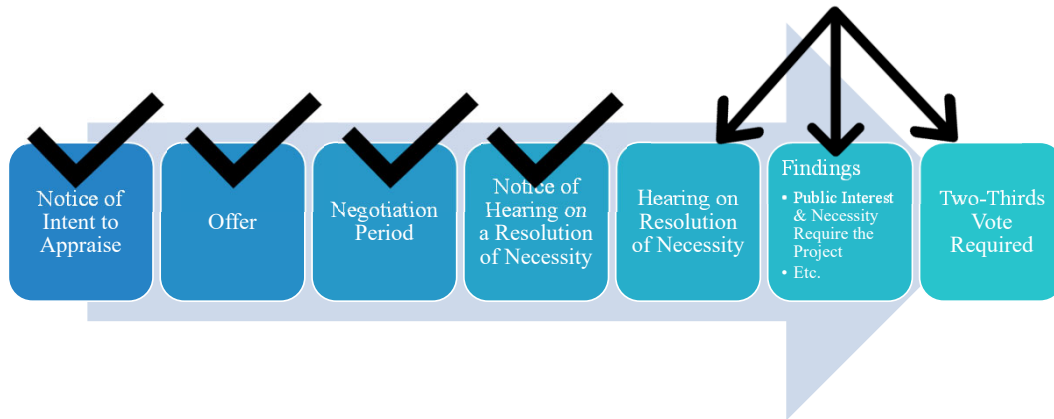 Notice of
Intent to
Appraise
Offer
Negotiation
Period
Notice of
Hearing on
a Resolution
of Necessity
Hearing on
Resolution
of Necessity
Findings
• Public Interest
& Necessity
Require the
Project
• Etc.
Two-Thirds
Vote
Required